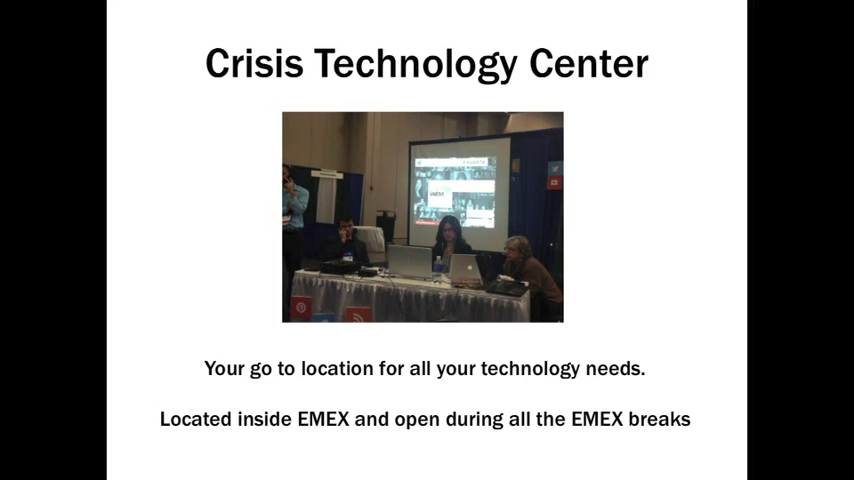 Crisis Technology Center
Your go to location for all your technology needs.
Located inside EMEX and open during all the EMEX breaks